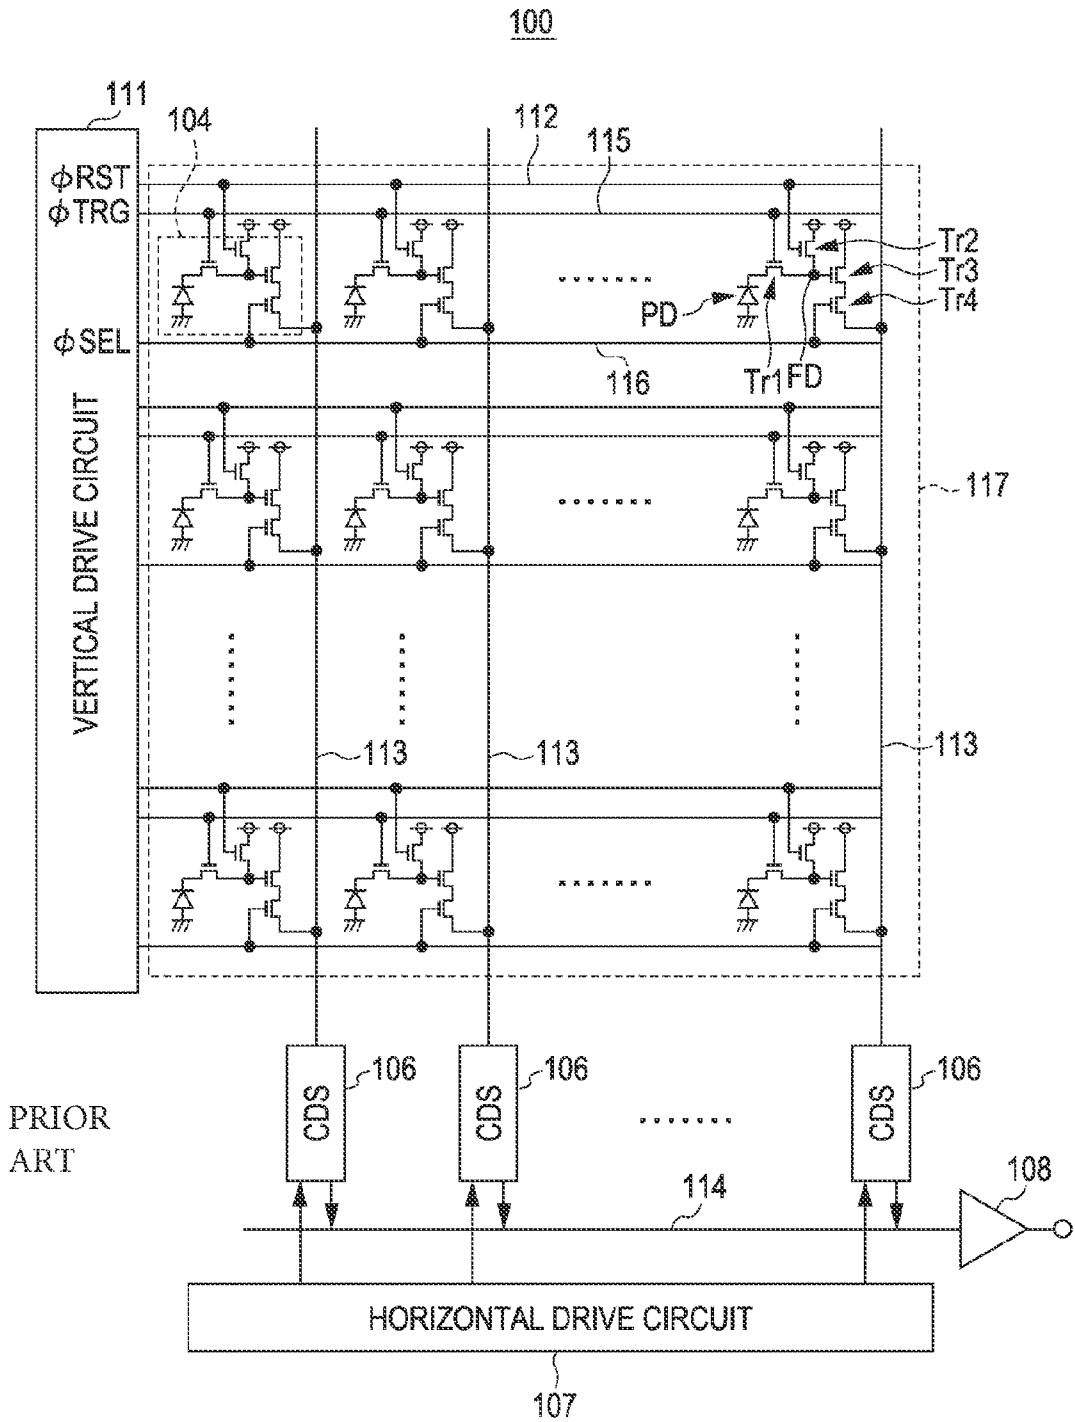 100
111
104
112
115
ϕRST
ϕTRG
Tr2
Tr3
PD
Tr4
ϕSEL
116
Tr1
FD
VERTICAL DRIVE CIRCUIT
117
113
113
113
CDS
106
CDS
106
CDS
106
PRIOR
ART
114
108
HORIZONTAL DRIVE CIRCUIT
107